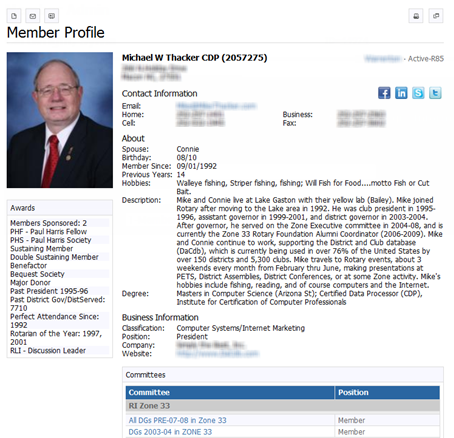 Member Profile
Michael W Thacker CDP (2057275)
- Active-R85
Contact Information
Email:
Home:
Business:
Cell:
Fax:
About
Spouse: Connie
Birthday: 08/10
Member Since: 09/01/1992
Previous Years: 14
Hobbies: Walleye fishing, Striper fishing, fishing; Will Fish for Food....motto Fish or Cut
Bait.
Description: Mike and Connie live at Lake Gaston with their yellow lab (Bailey). Mike joined
Rotary after moving to the Lake area in 1992. He was club president in 1995-
1996, assistant governor in 1999-2001, and district governor in 2003-2004.
After governor, he served on the Zone Executive committee in 2004-08, and is
currently the Zone 33 Rotary Foundation Alumni Coordinator (2006-2009). Mike
and Connie continue to work, supporting the District and Club database
(DaCdb), which is currently being used in over 76% of the United States by
over 150 districts and 5,300 clubs. Mike travels to Rotary events, about 3
weekends every month from February thru June, making presentations at
PETS, District Assemblies, District Conferences, or at some Zone activity. Mike's
hobbies include fishing, reading, and of course computers and the Internet.
Degree: Masters in Computer Science (Arizona St); Certified Data Processor (CDP),
Institute for Certification of Computer Professionals
Business Information
Classification: Computer Systems/Internet Marketing
Position: President
Company:
Website:
Awards
Members Sponsored: 2
PHF - Paul Harris Fellow
PHS - Paul Harris Society
Sustaining Member
Double Sustaining Member
Benefactor
Bequest Society
Major Donor
Past President 1995-96
Past District Gov/DistServed:
7710
Perfect Attendance Since:
1992
Rotarian of the Year: 1997,
2001
RLI - Discussion Leader
Committees
Committee Position
RI Zone 33
All DGs PRE-07-08 in Zone 33 Member
DGs 2003-04 in ZONE 33 Member